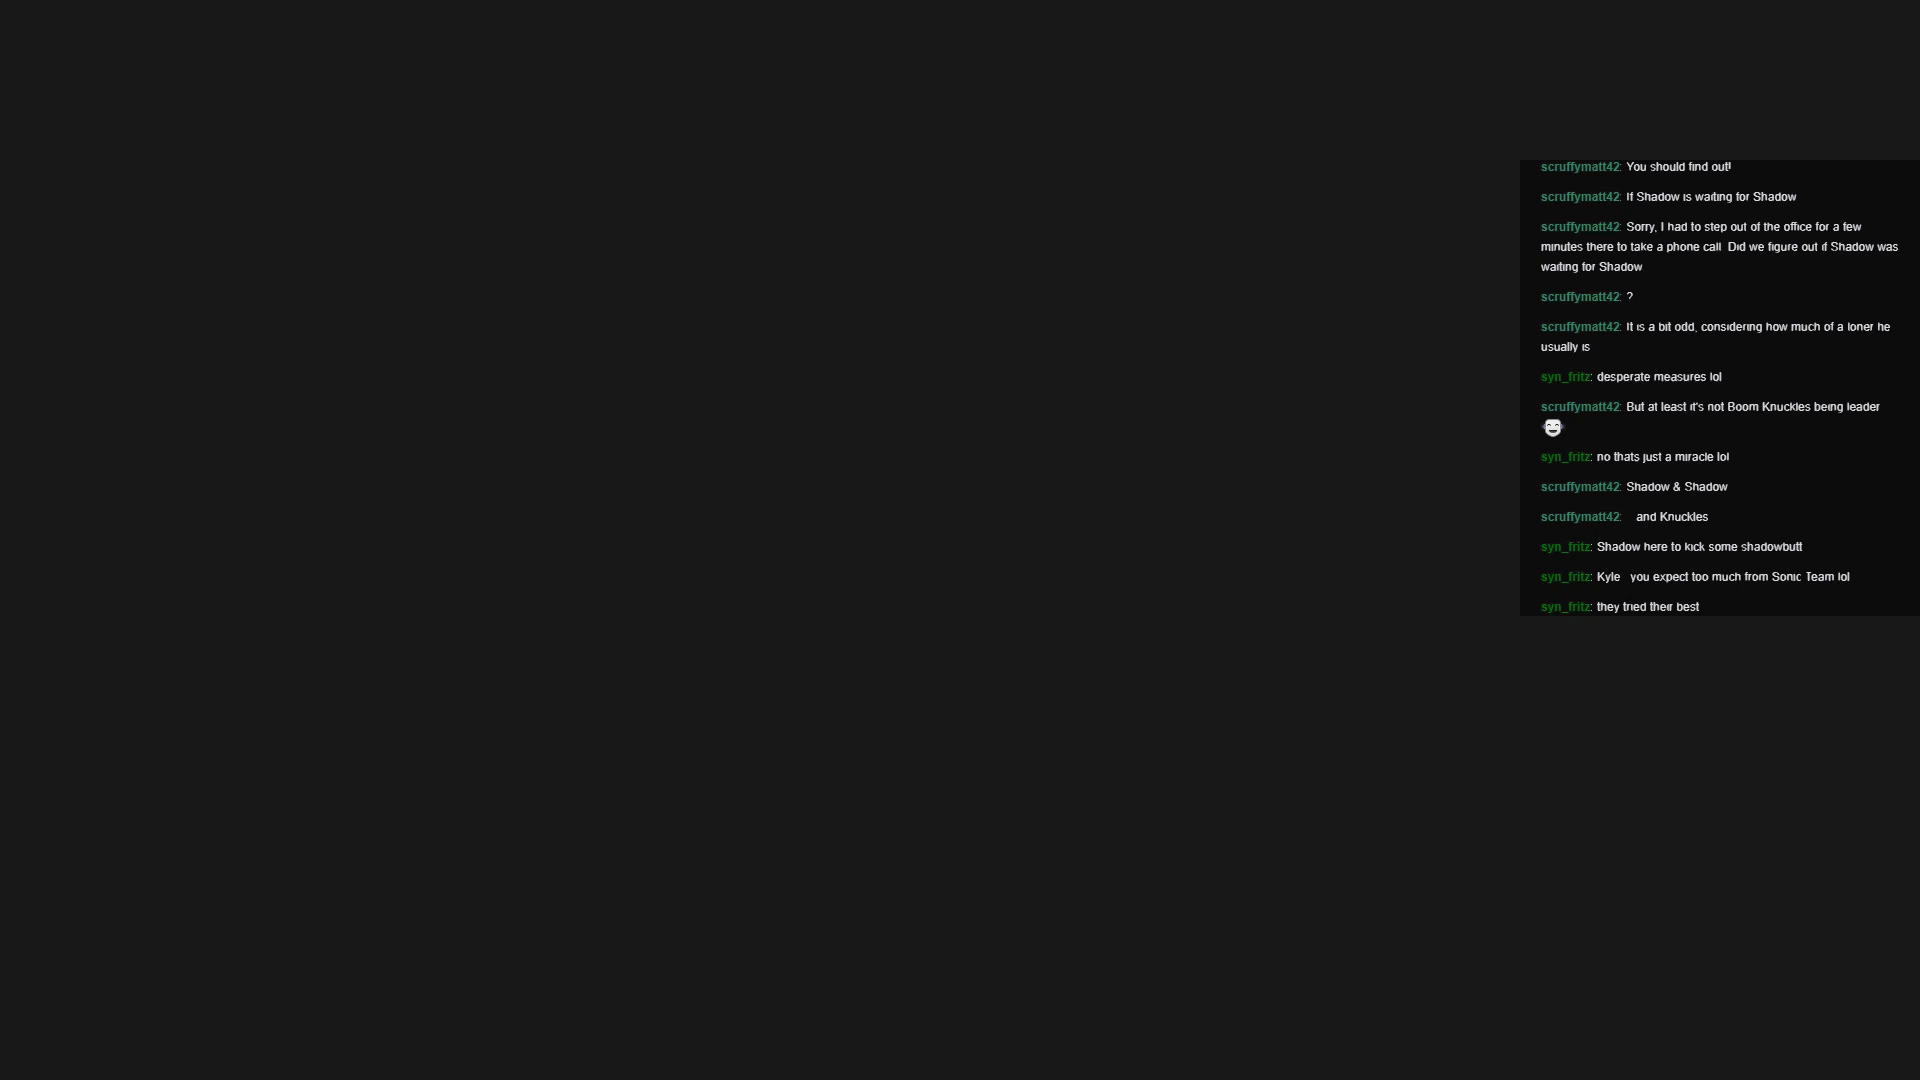 scruffymatt42: You should find out!
scruffymatt42: If Shadow is waiting for Shadow
scruffymatt42: Sorry, I had to step out of the office for a few
minutes there to take a phone call. Did we figure out if Shadow was
waiting for Shadow
scruffymatt42: ?
scruffymatt42: It is a bit odd, considering how much of a loner he
usually is
syn_fritz: desperate measures lol
scruffymatt42: But at least it's not Boom Knuckles being leader
syn_fritz: no thats just a miracle lol
scruffymatt42: Shadow & Shadow
scruffymatt42: and Knuckles
syn_fritz: Shadow here to kick some shadowbutt
syn_fritz: Kyle you expect too much from Sonic Team lol
syn_fritz: they tried their best